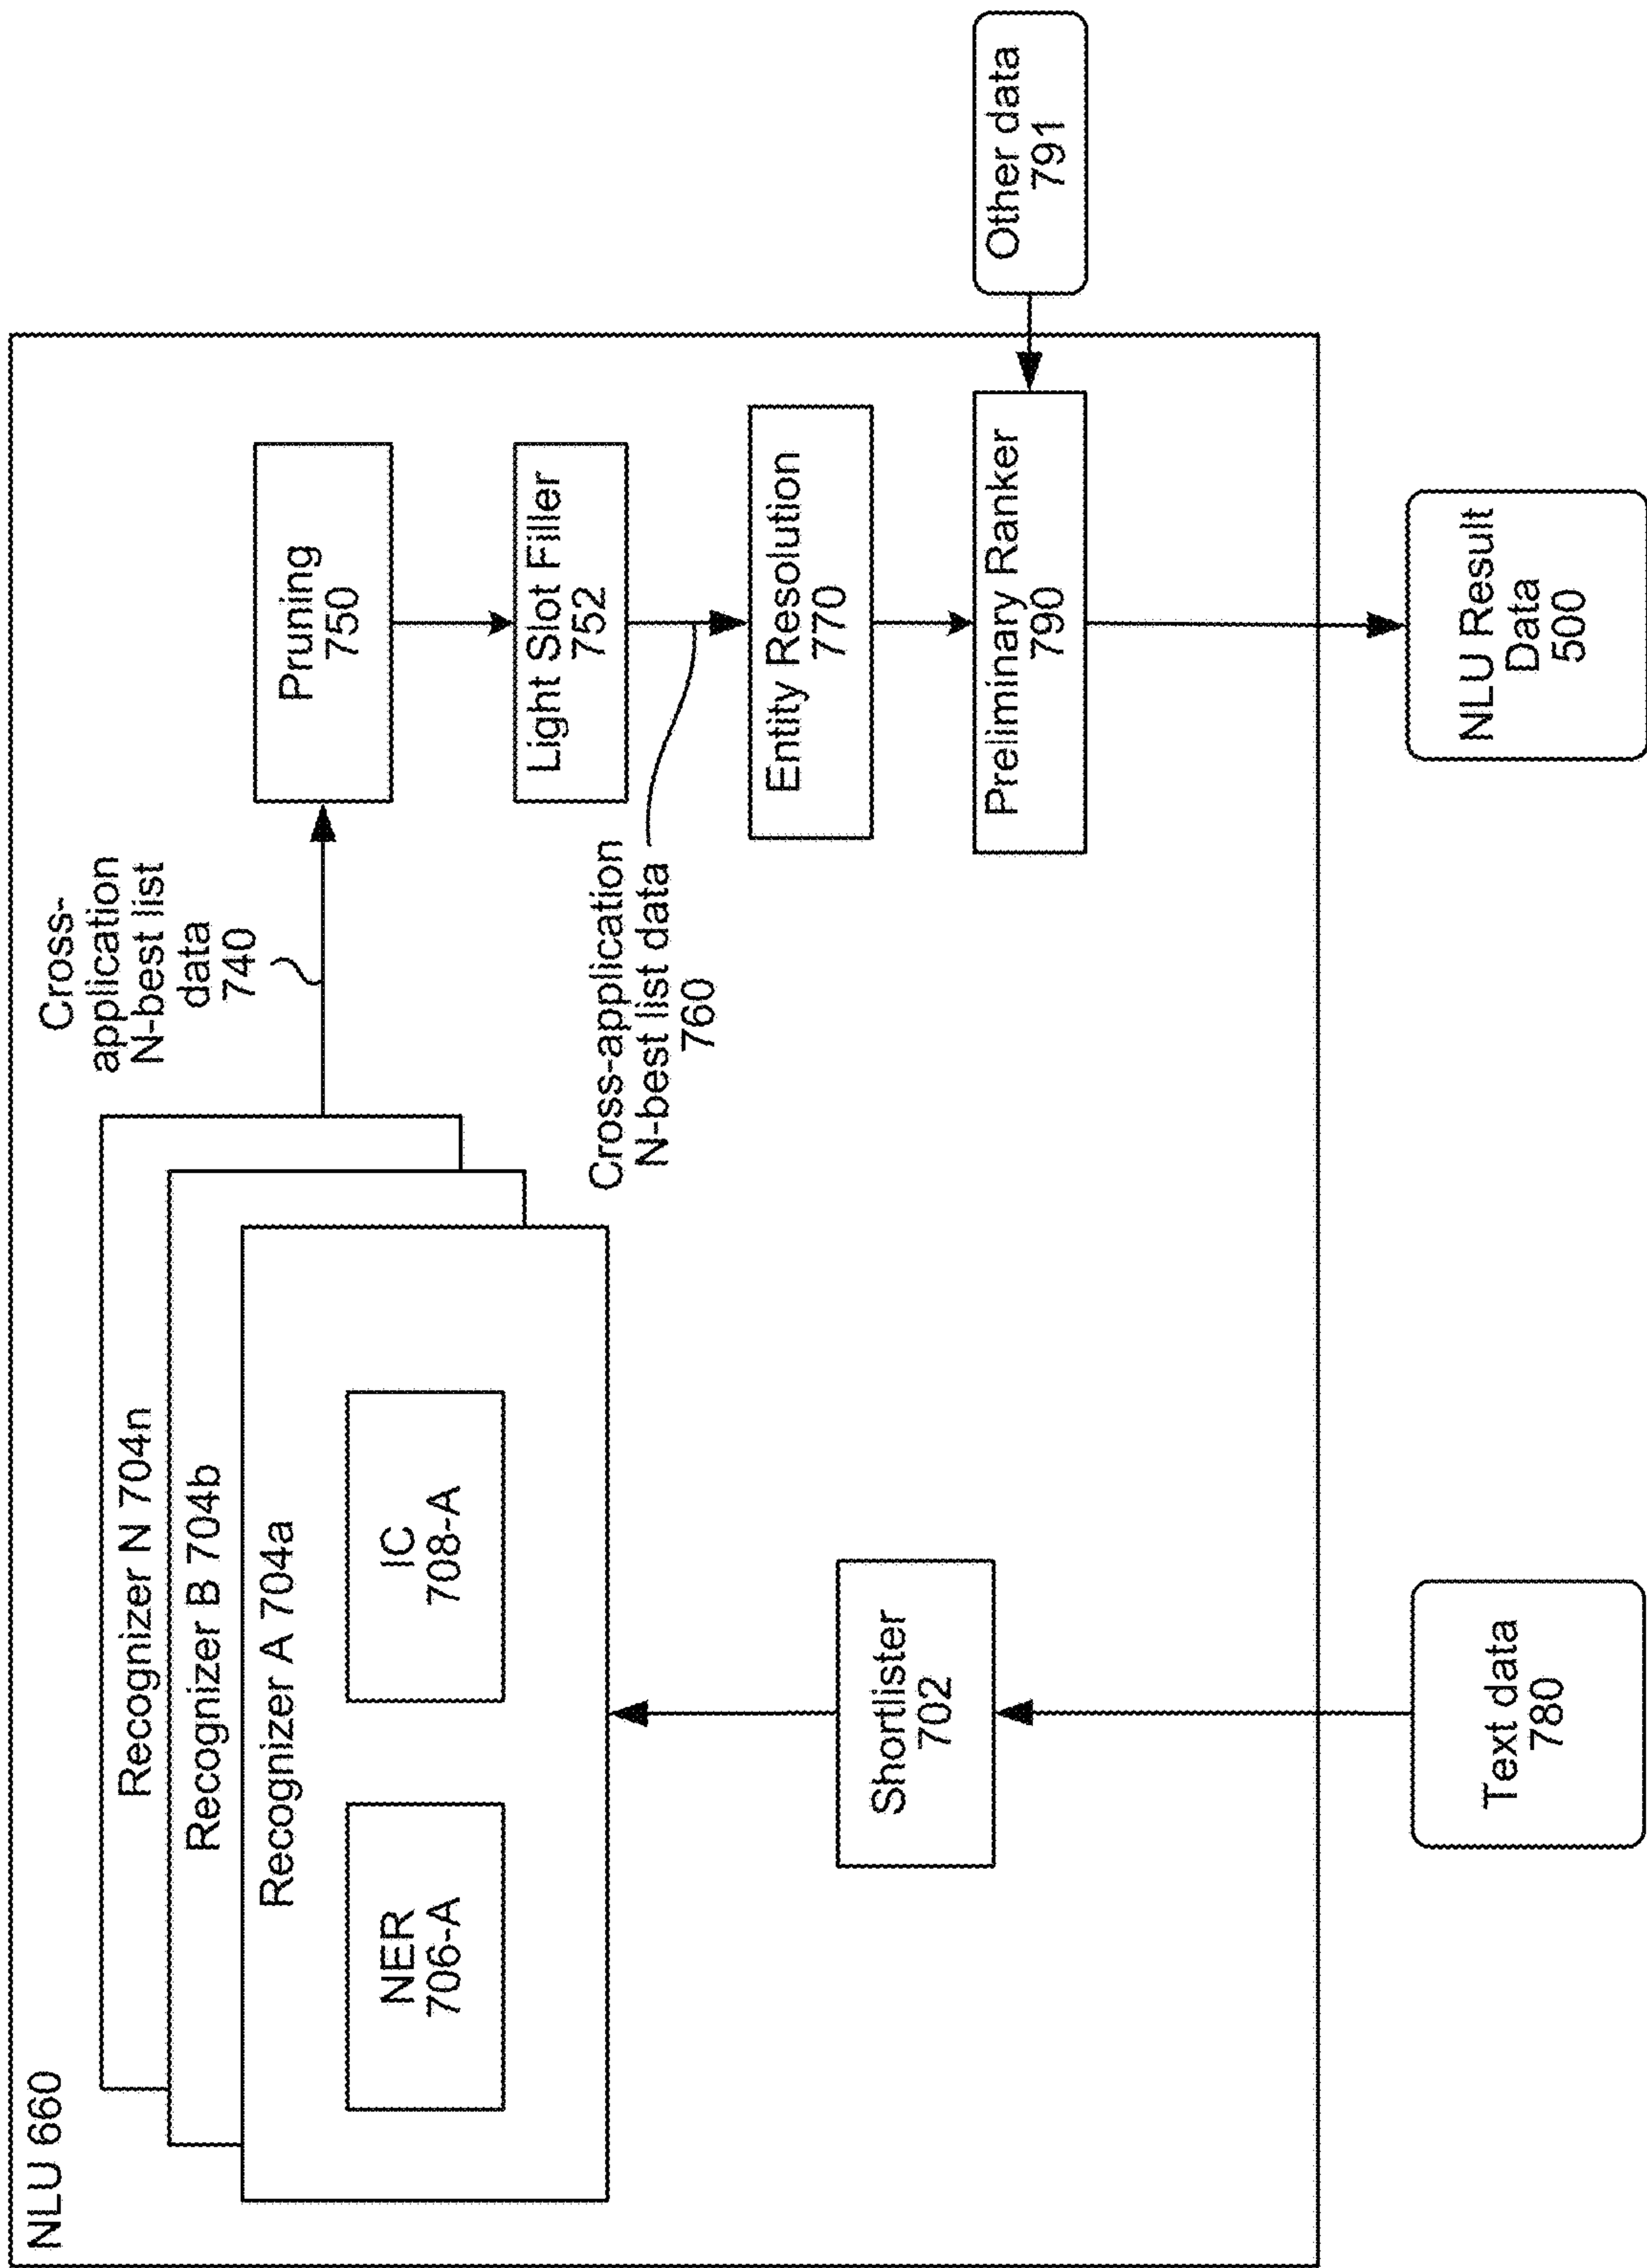 NLU 660
Recognizer N 704n
Recognizer B 704b
Recognizer A 704a
NER
706-A
IC
708-A
Cross-
application
N-best list
data
740
Pruning
750
Light Slot Filler
752
Cross-application
N-best list data
760
Entity Resolution
770
Shortlister
702
Preliminary Ranker
790
Other data
791
Text data
780
NLU Result
Data
500